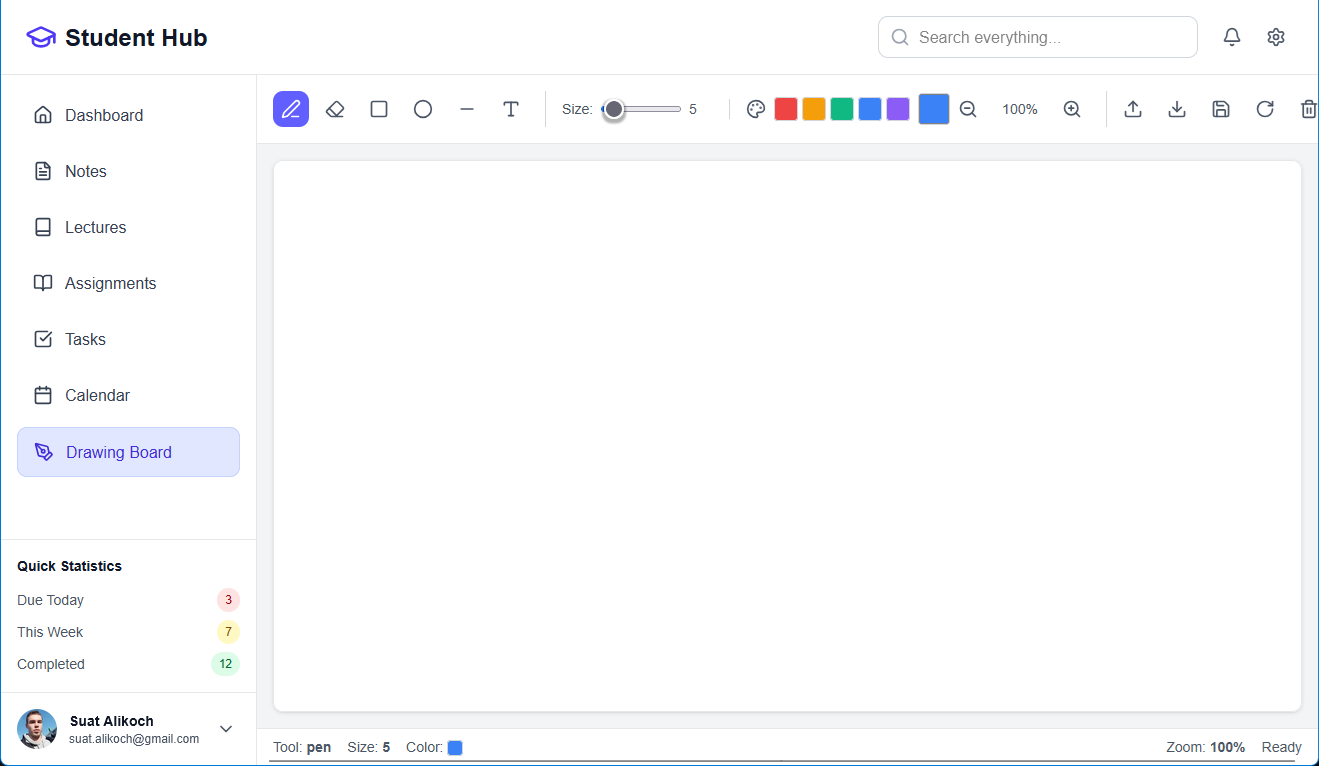 Student Hub
Search everything...
Dashboard
Notes
Lectures
Assignments
Tasks
Calendar
Drawing Board
Quick Statistics
Due Today 3
This Week 7
Completed 12
Suat Alikoch
suat.alikoch@gmail.com
Size: 5 100%
Tool: pen Size: 5 Color: Zoom: 100% Ready